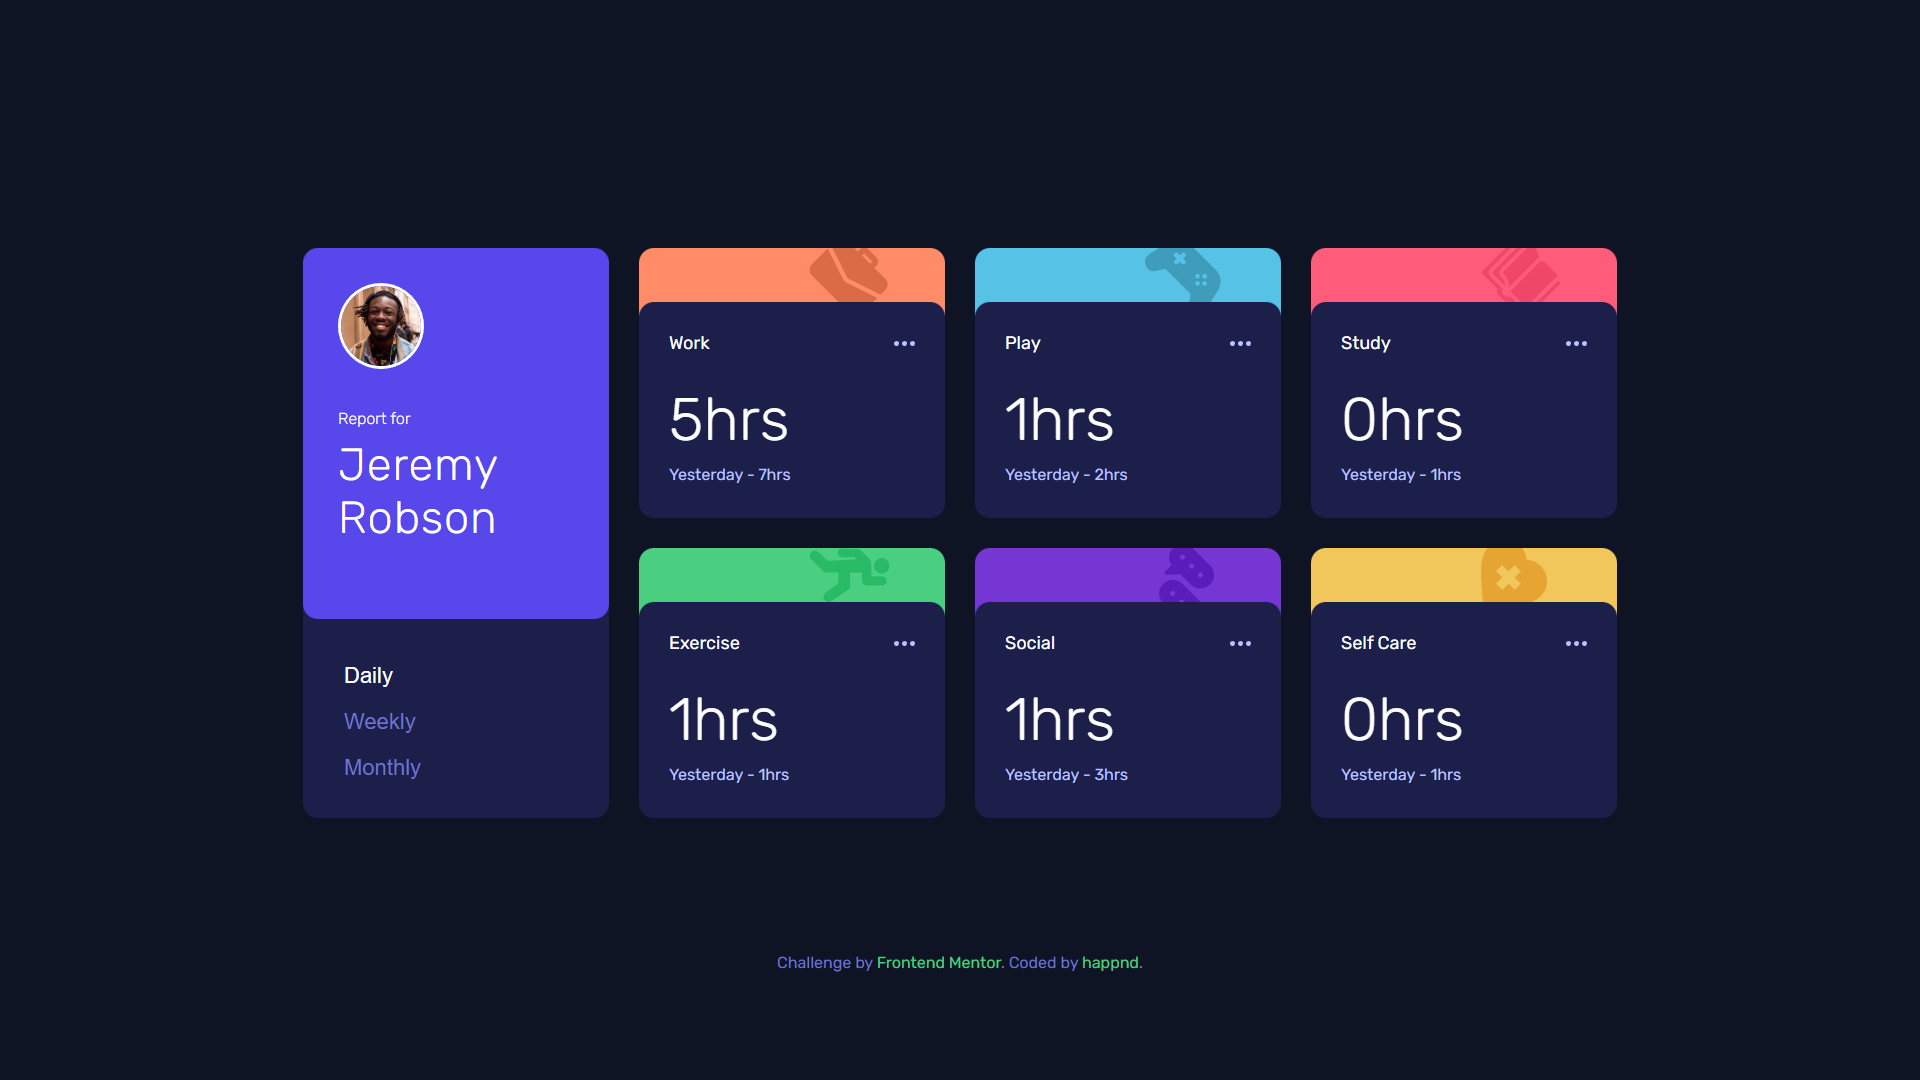 Report for
Jeremy
Robson
Daily
Weekly
Monthly
Work
5hrs
Yesterday - 7hrs
Play
1hrs
Yesterday - 2hrs
Study
0hrs
Yesterday - 1hrs
Exercise
1hrs
Yesterday - 1hrs
Social
1hrs
Yesterday - 3hrs
Self Care
0hrs
Yesterday - 1hrs
Challenge by Frontend Mentor. Coded by happnd.